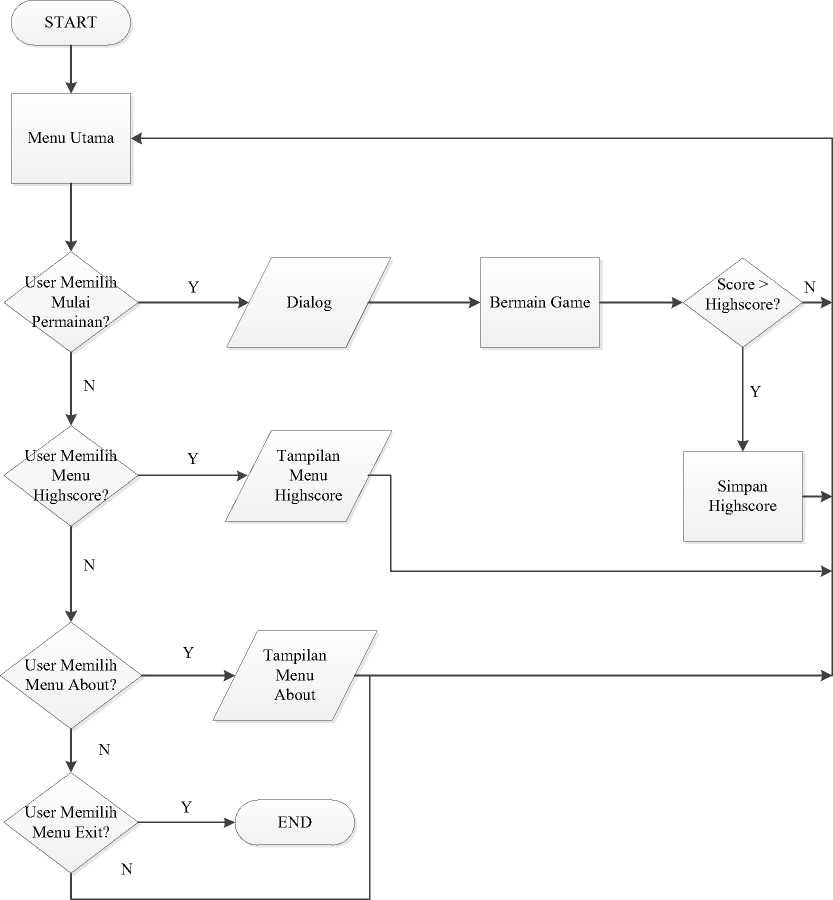 START
Menu Utama
User Memilih
Mulai
Permainan?
Y
Dialog
Bermain Game
Score >
Highscore?
N
N
Y
User Memilih
Menu
Highscore?
Y
Tampilan
Menu
Highscore
Simpan
Highscore
N
User Memilih
Menu About?
Y
Tampilan
Menu
About
N
User Memilih
Menu Exit?
Y
END
N